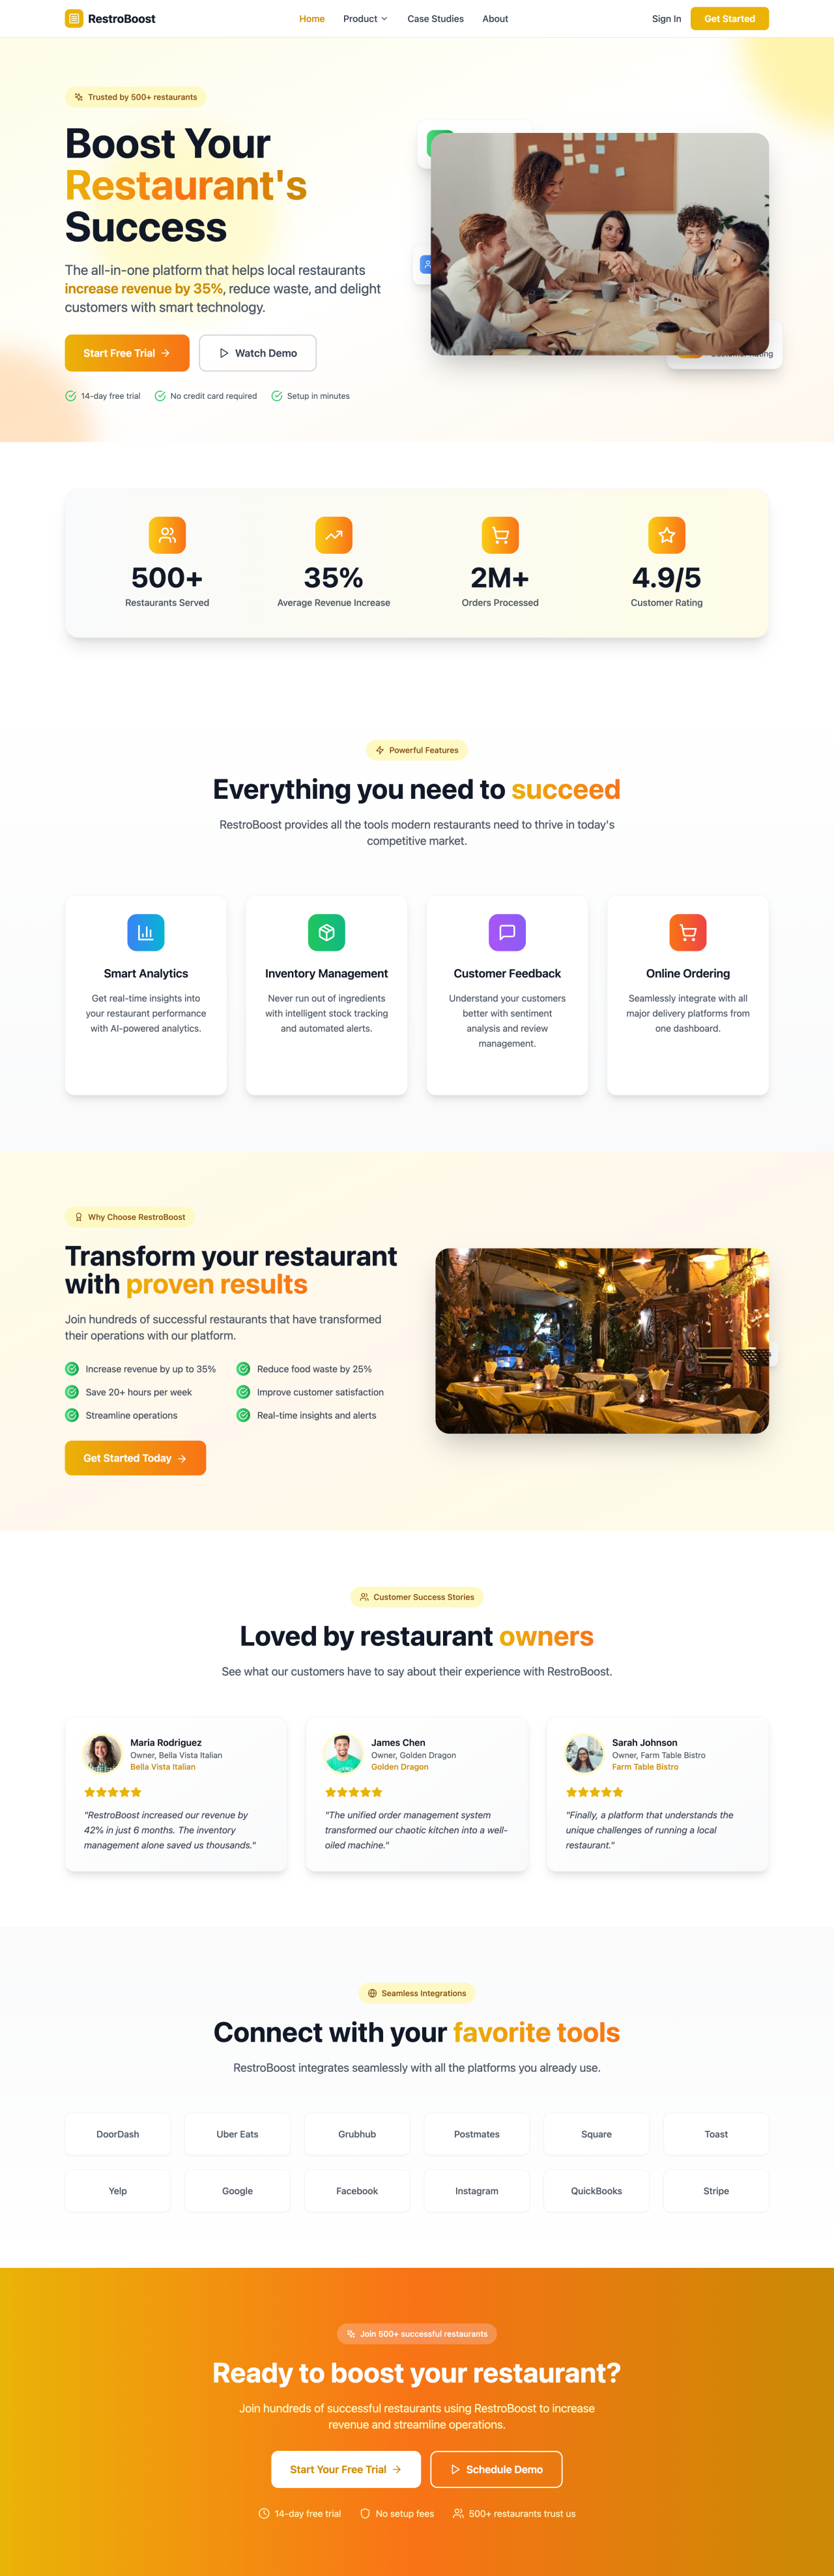 RestroBoost
Home
Product
Case Studies
About
Sign In
Get Started
Trusted by 500+ restaurants
Boost Your
Restaurant's
Success
The all-in-one platform that helps local restaurants
increase revenue by 35%, reduce waste, and delight
customers with smart technology.
Start Free Trial
Watch Demo
14-day free trial
No credit card required
Setup in minutes
500+
Restaurants Served
35%
Average Revenue Increase
2M+
Orders Processed
4.9/5
Customer Rating
Powerful Features
Everything you need to succeed
RestroBoost provides all the tools modern restaurants need to thrive in today's
competitive market.
Smart Analytics
Get real-time insights into
your restaurant performance
with AI-powered analytics.
Inventory Management
Never run out of ingredients
with intelligent stock tracking
and automated alerts.
Customer Feedback
Understand your customers
better with sentiment
analysis and review
management.
Online Ordering
Seamlessly integrate with all
major delivery platforms from
one dashboard.
Why Choose RestroBoost
Transform your restaurant
with proven results
Join hundreds of successful restaurants that have transformed
their operations with our platform.
Increase revenue by up to 35%
Reduce food waste by 25%
Save 20+ hours per week
Improve customer satisfaction
Streamline operations
Real-time insights and alerts
Get Started Today
Customer Success Stories
Loved by restaurant owners
See what our customers have to say about their experience with RestroBoost.
Maria Rodriguez
Owner, Bella Vista Italian
Bella Vista Italian
"RestroBoost increased our revenue by
42% in just 6 months. The inventory
management alone saved us thousands."
James Chen
Owner, Golden Dragon
Golden Dragon
"The unified order management system
transformed our chaotic kitchen into a well-
oiled machine."
Sarah Johnson
Owner, Farm Table Bistro
Farm Table Bistro
"Finally, a platform that understands the
unique challenges of running a local
restaurant."
Seamless Integrations
Connect with your favorite tools
RestroBoost integrates seamlessly with all the platforms you already use.
DoorDash
Uber Eats
Grubhub
Postmates
Square
Toast
Yelp
Google
Facebook
Instagram
QuickBooks
Stripe
Join 500+ successful restaurants
Ready to boost your restaurant?
Join hundreds of successful restaurants using RestroBoost to increase
revenue and streamline operations.
Start Your Free Trial
Schedule Demo
14-day free trial
No setup fees
500+ restaurants trust us